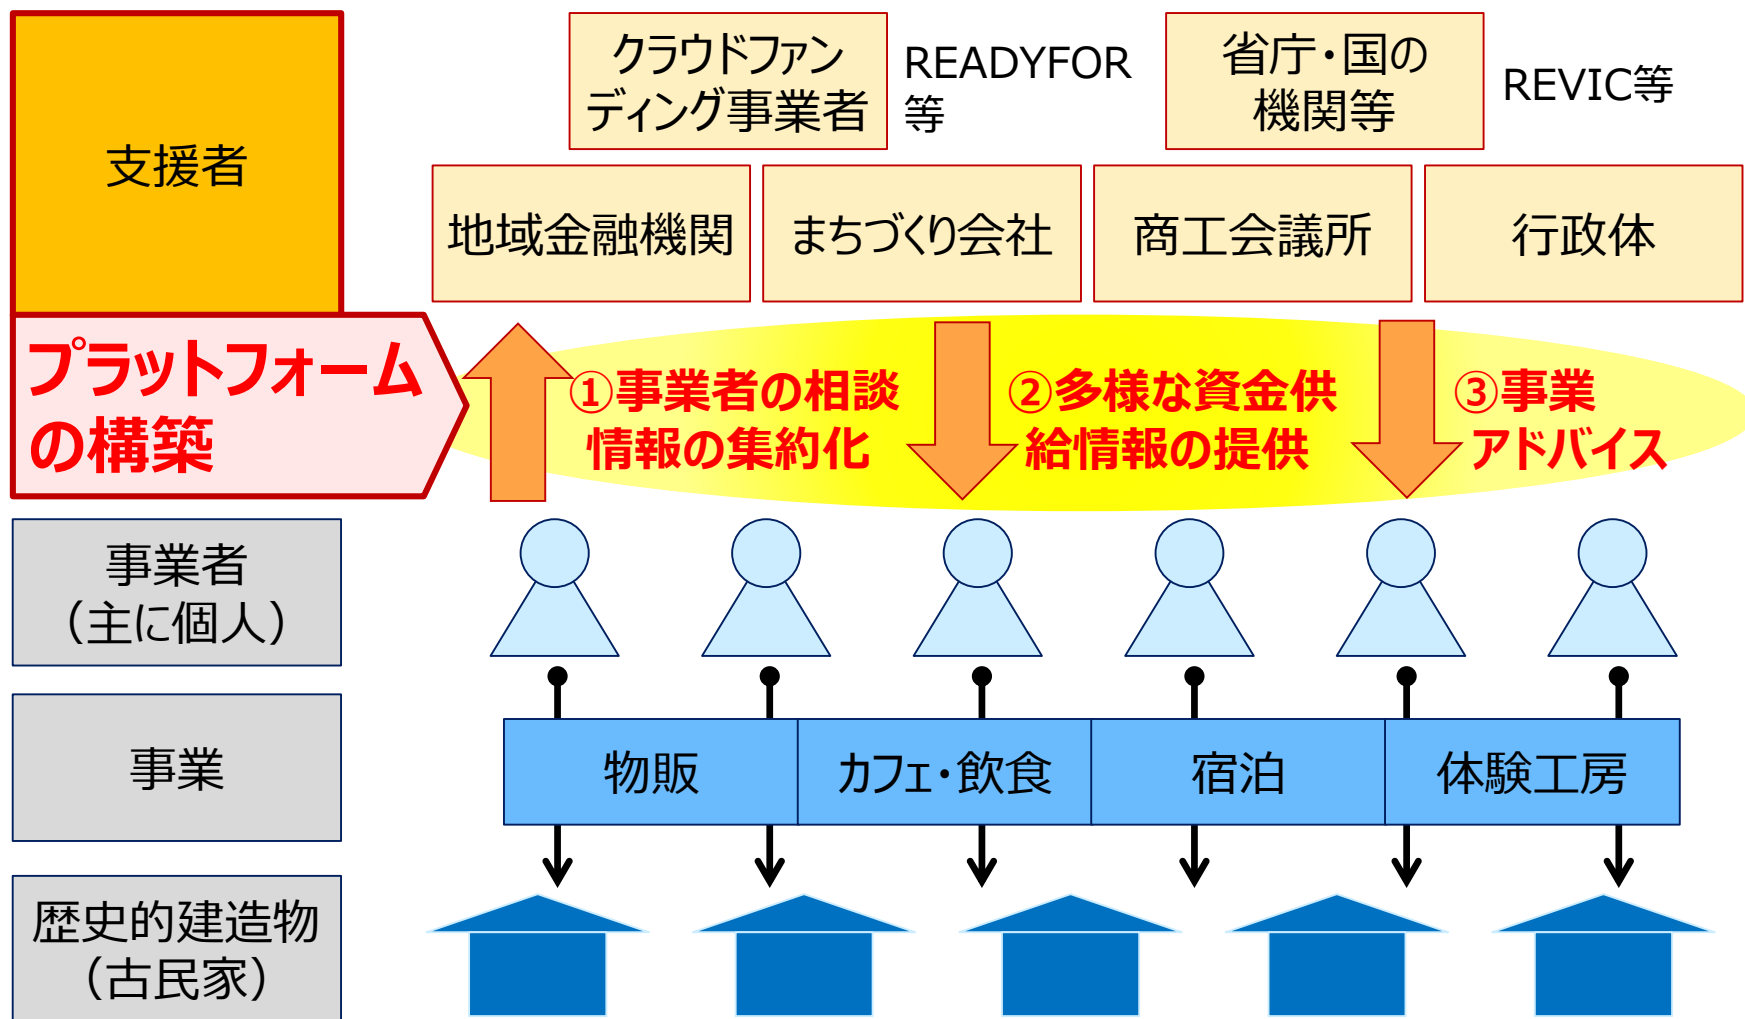 支援者
クラウドファン
ディング事業者
READYFOR
等
省庁・国の
機関等
REVIC等
地域金融機関
まちづくり会社
商工会議所
行政体
プラットフォーム
の構築
①事業者の相談
情報の集約化
②多様な資金供
給情報の提供
③事業
アドバイス
事業者
（主に個人）
事業
物販
カフェ・飲食
宿泊
体験工房
歴史的建造物
（古民家）